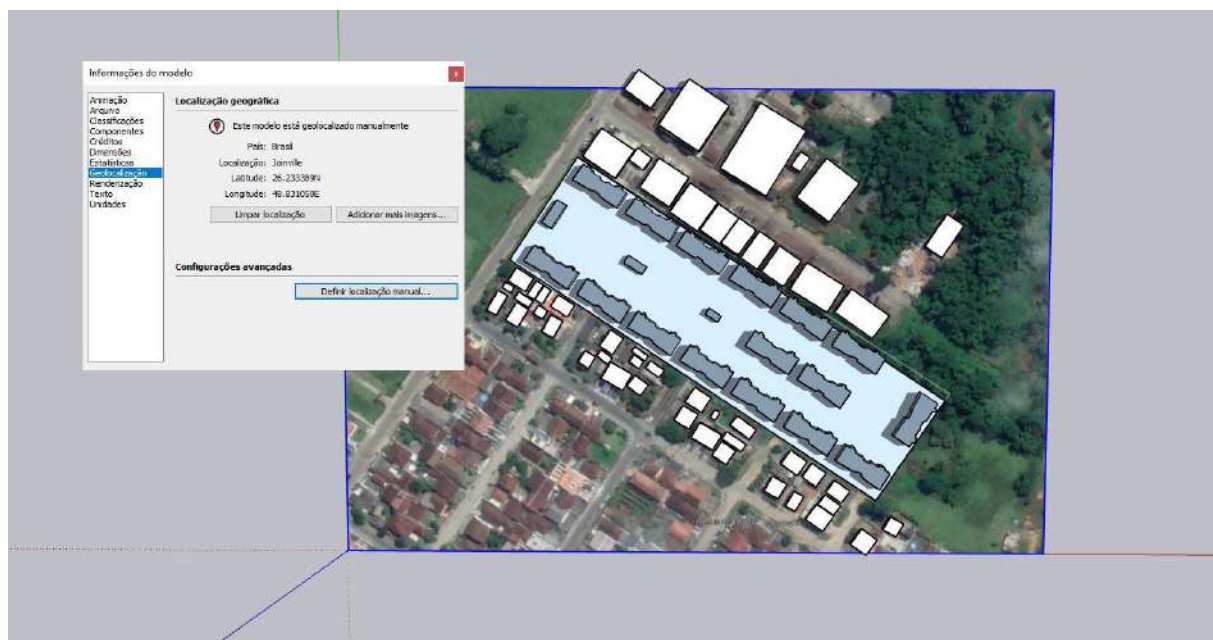 Informações do modelo
x
Animação
Arquivo
Classificações
Componentes
Créditos
Dimensões
Estatísticas
Geolocalização
Renderização
Texto
Unidades
Localização geográfica
Este modelo está geolocalizado manualmente
País: Brasil
Localização: Joinville
Latitude: 26.233389N
Longitude: 48.831050E
Limpar localização
Adicionar mais imagens...
Configurações avançadas
Definir localização manual...